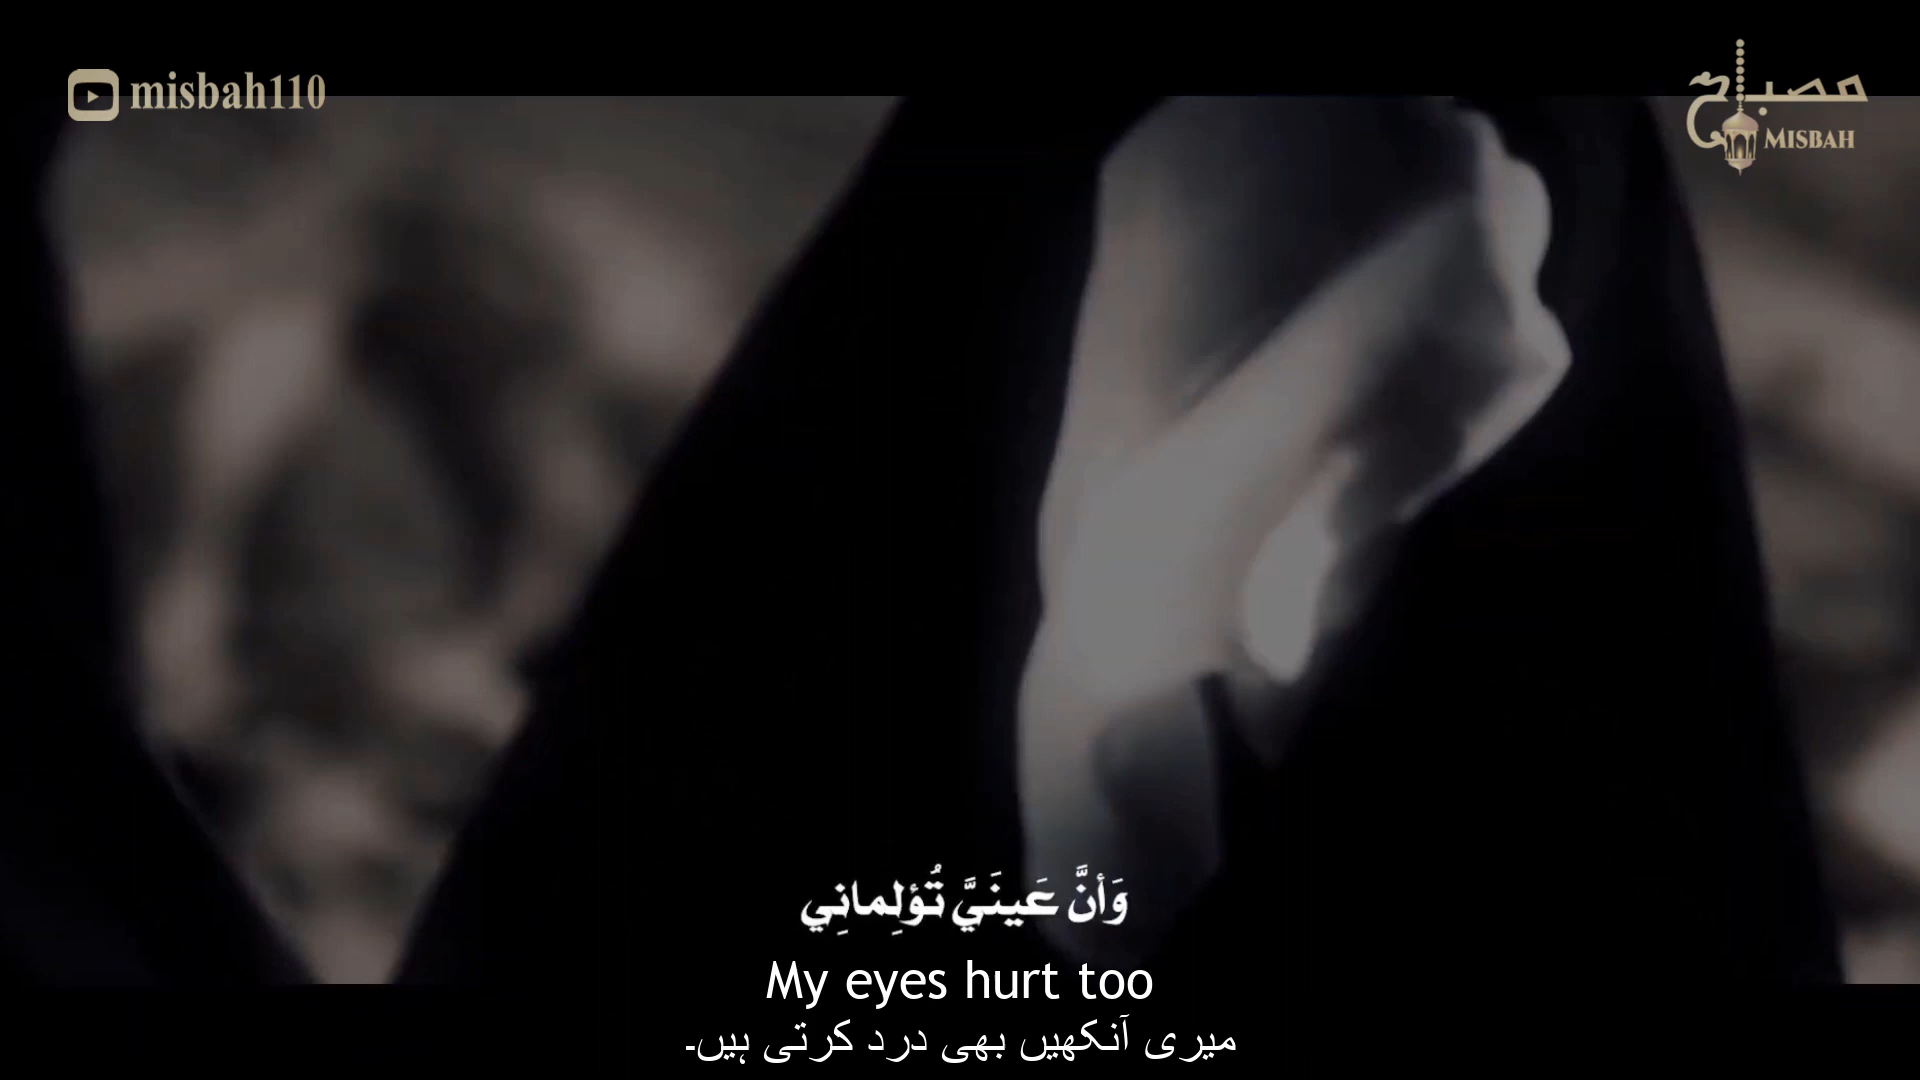 misbah110
مصباح
MISBAH
وَأنَّ عَينَيَّ تُؤلِمانِي
My eyes hurt too
میری آنکھیں بھی درد کرتی ہیں۔